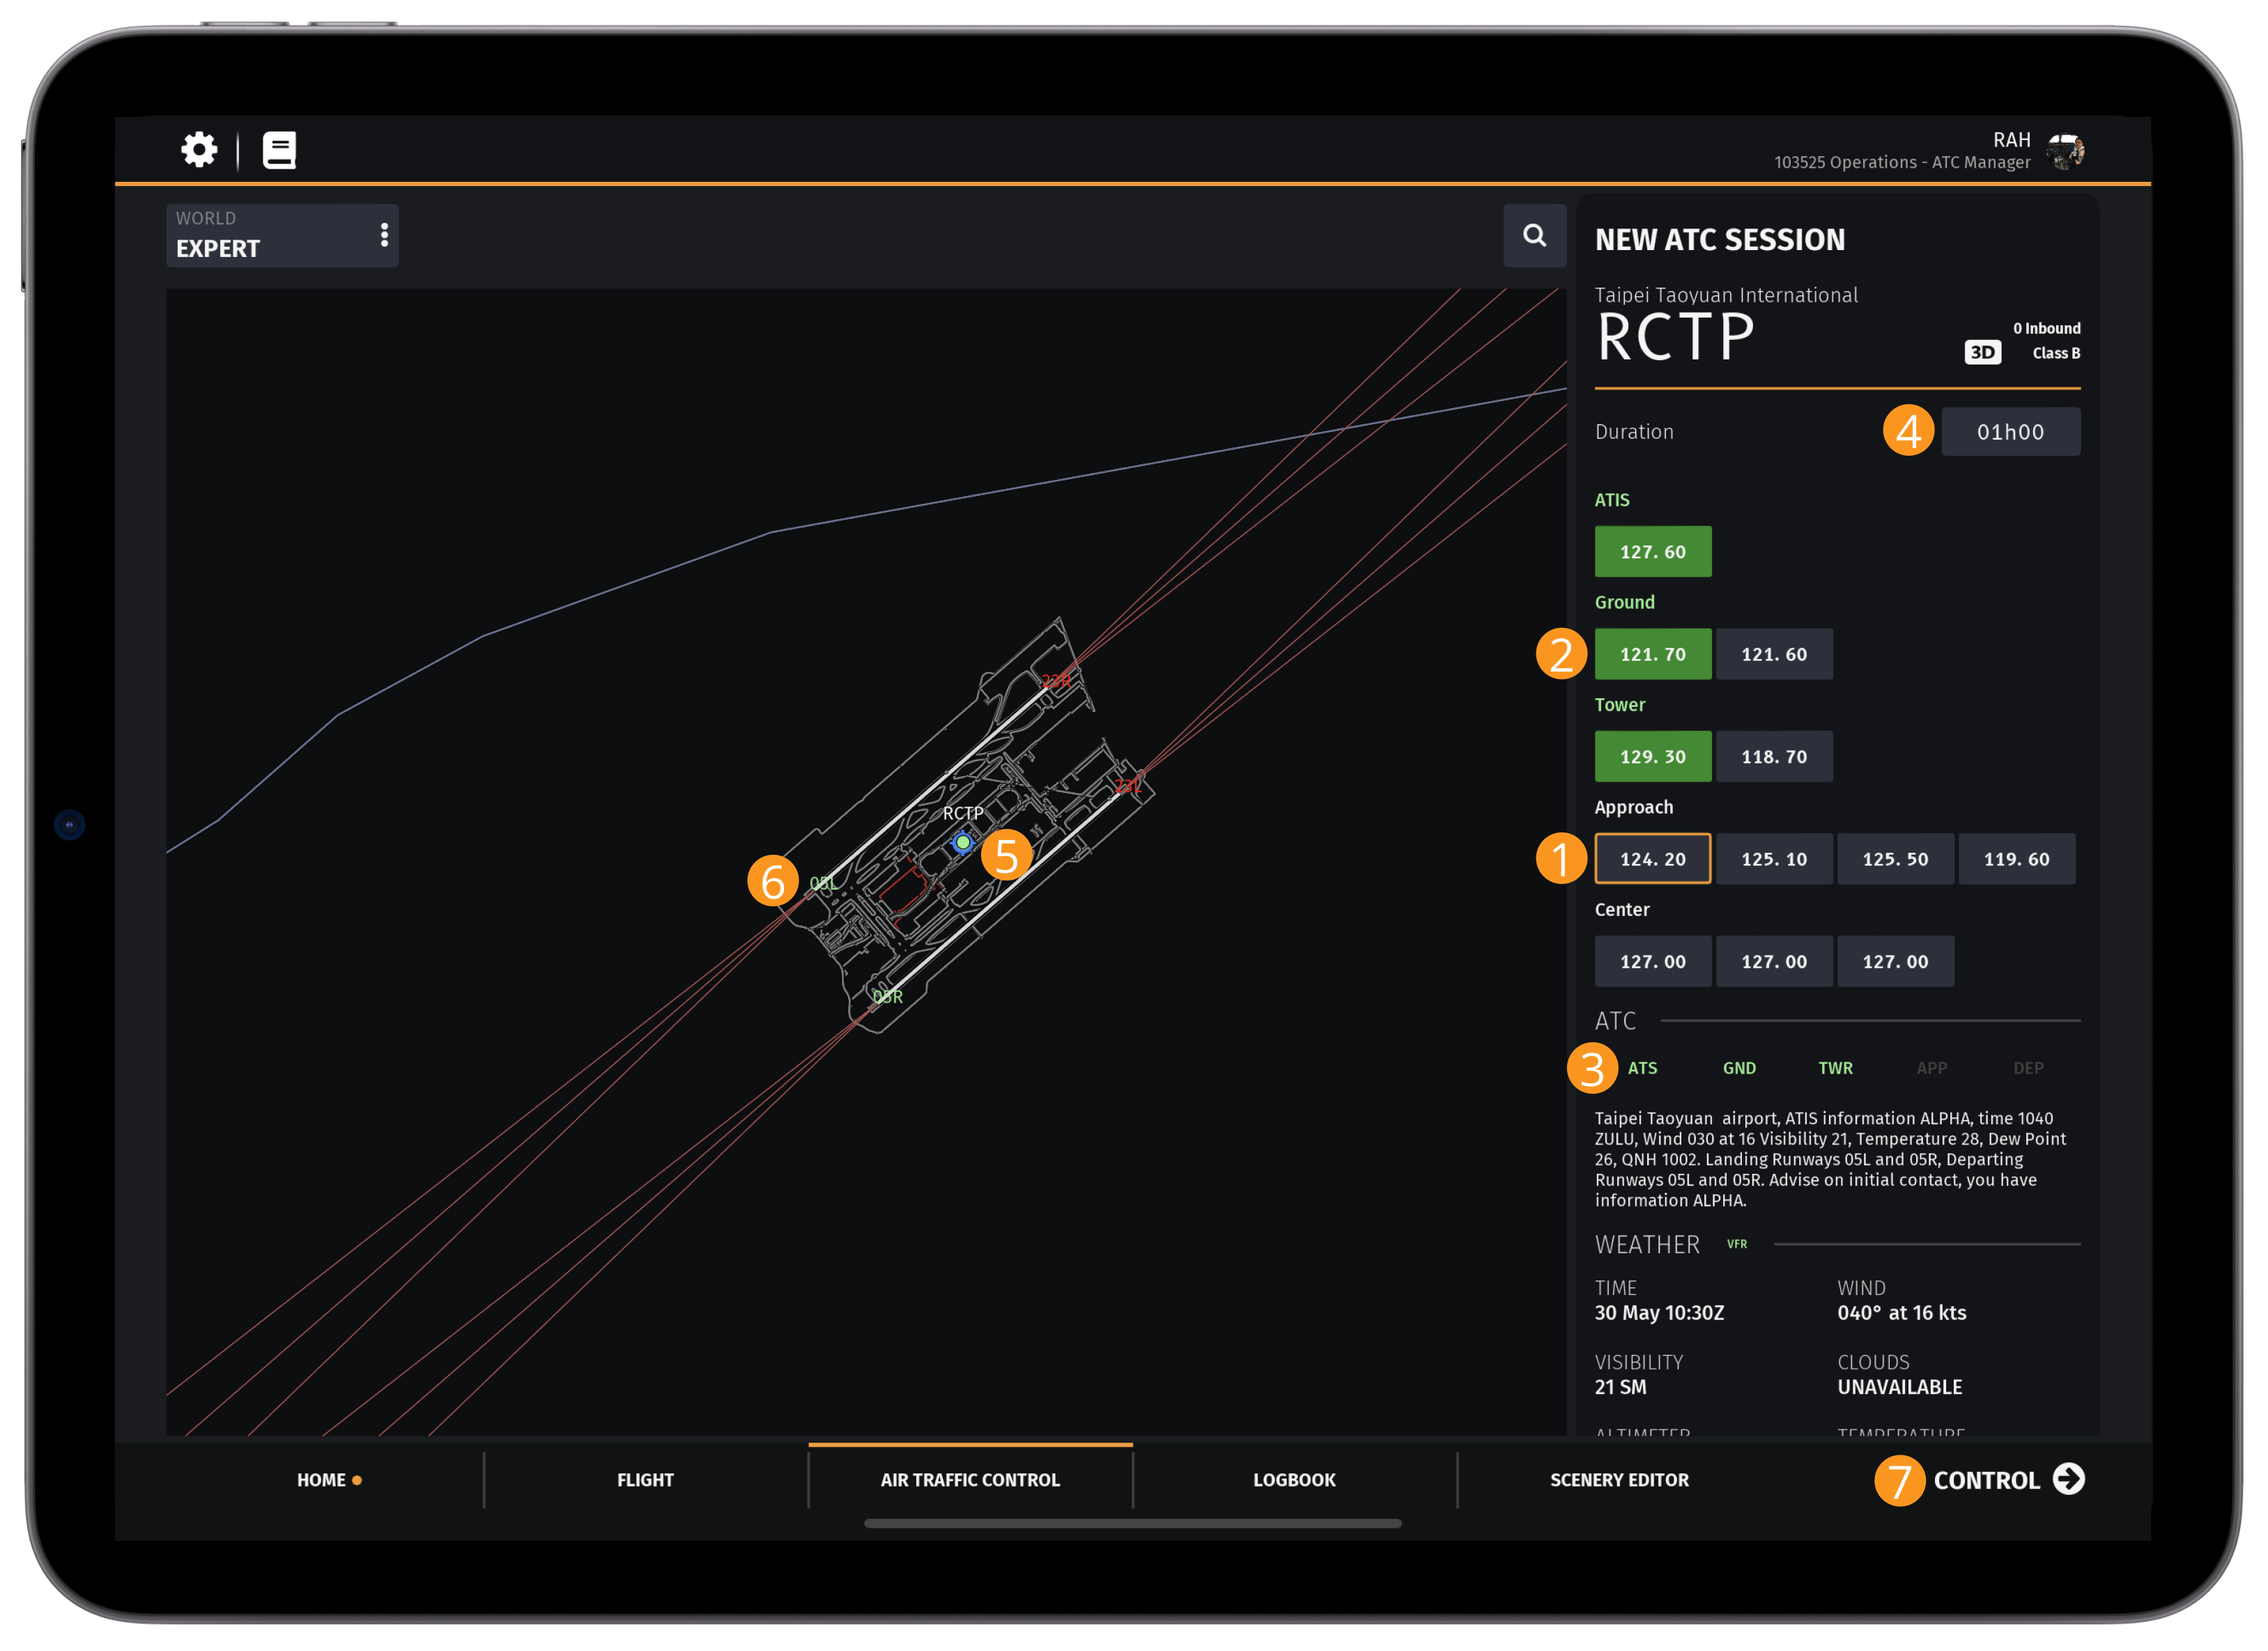 RAH
103525 Operations - ATC Manager
WORLD
EXPERT
NEW ATC SESSION
Taipei Taoyuan International
RCTP
0 Inbound
3D
Class B
Duration
4
01h00
ATIS
127.60
Ground
2
121.70
121.60
Tower
129.30
118.70
Approach
1
124.20
125.10
125.50
119.60
Center
127.00
127.00
127.00
ATC
3
ATS
GND
TWR
APP
DEP
Taipei Taoyuan airport, ATIS information ALPHA, time 1040
ZULU, Wind 030 at 16 Visibility 21, Temperature 28, Dew Point
26, QNH 1002. Landing Runways 05L and 05R, Departing
Runways 05L and 05R. Advise on initial contact, you have
information ALPHA.
WEATHER
VFR
TIME
WIND
30 May 10:30Z
040° at 16 kts
VISIBILITY
CLOUDS
21 SM
UNAVAILABLE
ALTIMETER
TEMPERATURE
23R
23L
RCTP
5
6
05L
05R
HOME
FLIGHT
AIR TRAFFIC CONTROL
LOGBOOK
SCENERY EDITOR
7
CONTROL